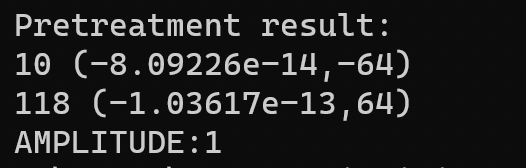 Pretreatment result:
10 (-8.09226e-14,-64)
118 (-1.03617e-13,64)
AMPLITUDE:1